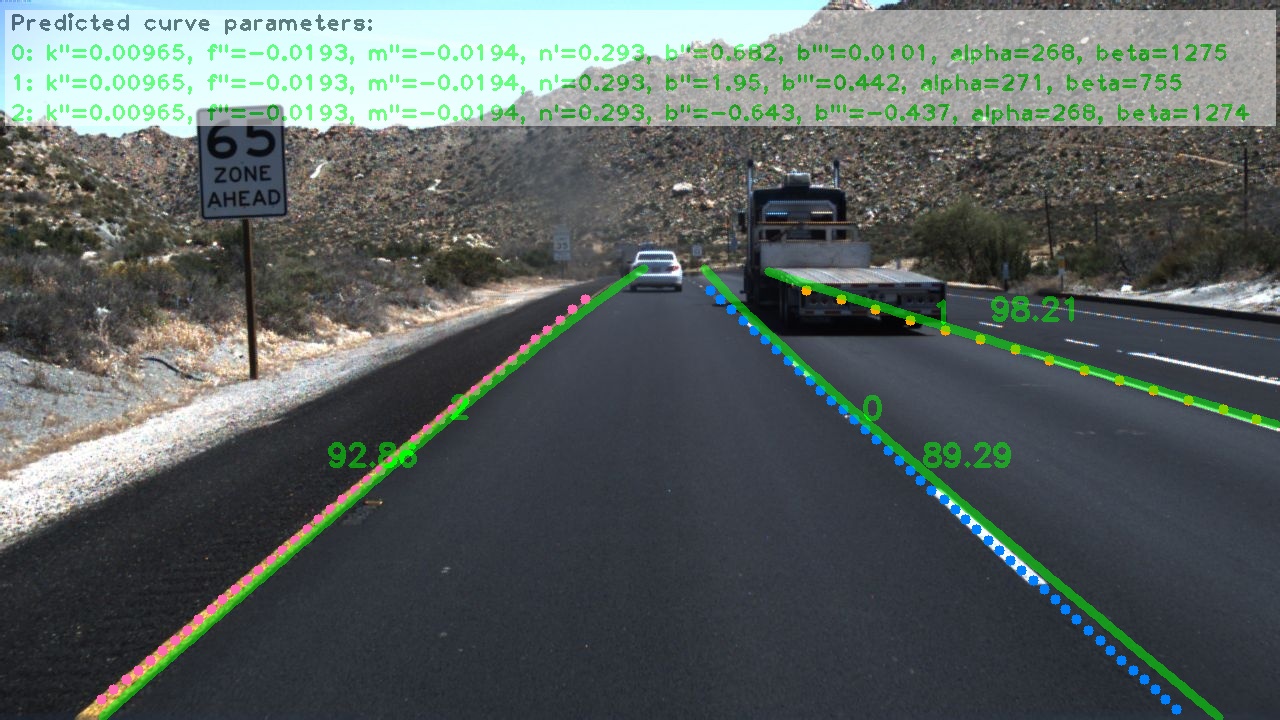 Predicted curve parameters:
0: k''=0.00965, f''=-0.0193, m''=-0.0194, n'=0.293, b''=0.682, b'''=0.0101, alpha=268, beta=1275
1: k''=0.00965, f''=-0.0193, m''=-0.0194, n'=0.293, b''=1.95, b'''=0.442, alpha=271, beta=755
2: k''=0.00965, f''=-0.0193, m''=-0.0194, n'=0.293, b''=-0.643, b'''=-0.437, alpha=268, beta=1274
65
ZONE
AHEAD
35
1 98.21
2
0
92.86
89.29